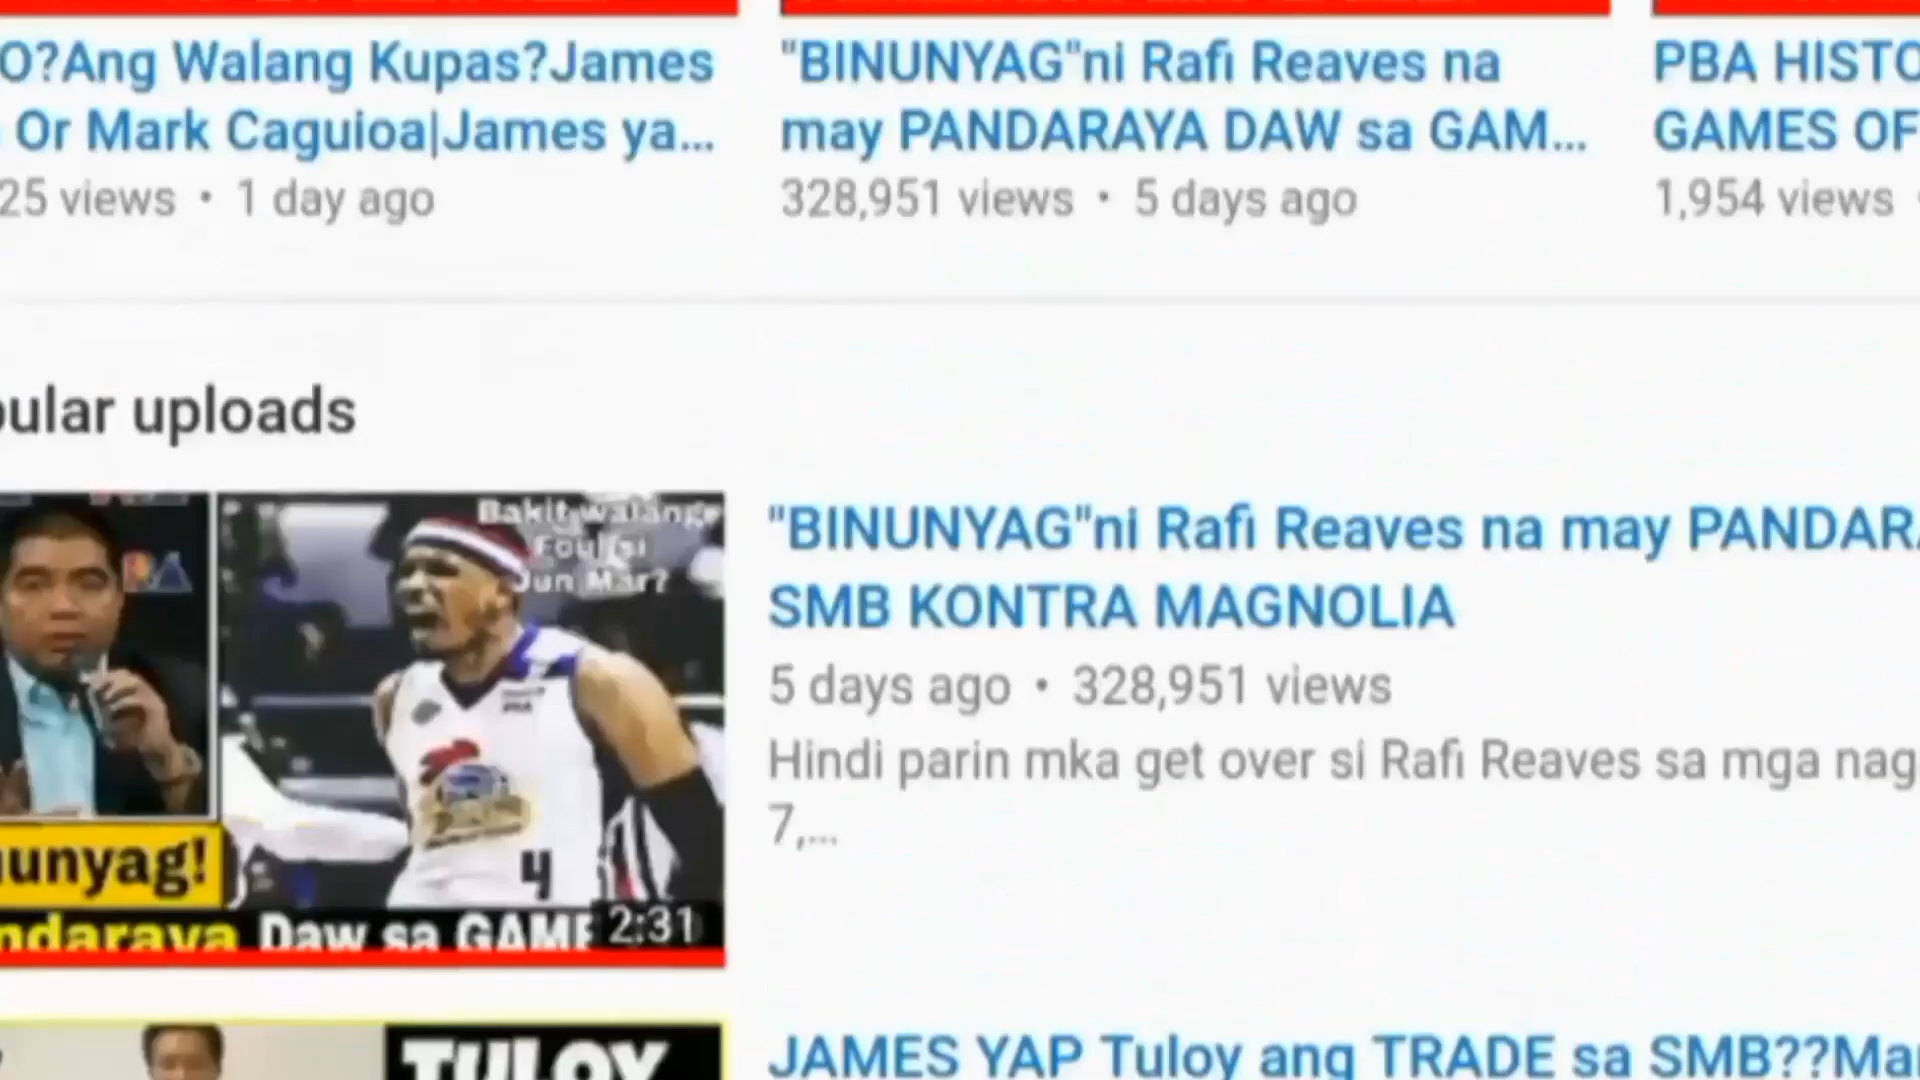 O?Ang Walang Kupas?James
Or Mark Caguioa|James ya...
25 views • 1 day ago
"BINUNYAG"ni Rafi Reaves na
may PANDARAYA DAW sa GAM...
328,951 views • 5 days ago
PBA HISTO
GAMES OF
1,954 views
pular uploads
Bakit walang
Foul si
Jun Mar?
4
nunyag!
ndaraya Daw sa GAME
2:31
"BINUNYAG"ni Rafi Reaves na may PANDARA
SMB KONTRA MAGNOLIA
5 days ago • 328,951 views
Hindi parin mka get over si Rafi Reaves sa mga nag
7,...
TULOY
JAMES YAP Tuloy ang TRADE sa SMB??Ma